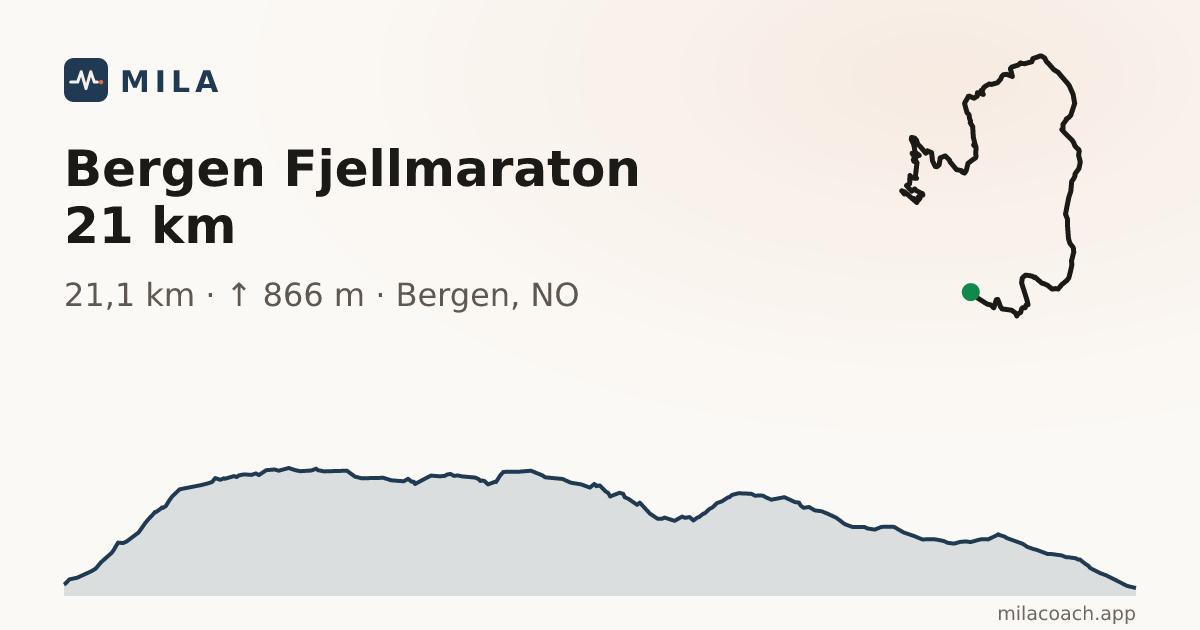 MILA
Bergen Fjellmaraton
21 km
21,1 km · ↑ 866 m · Bergen, NO
milacoach.app